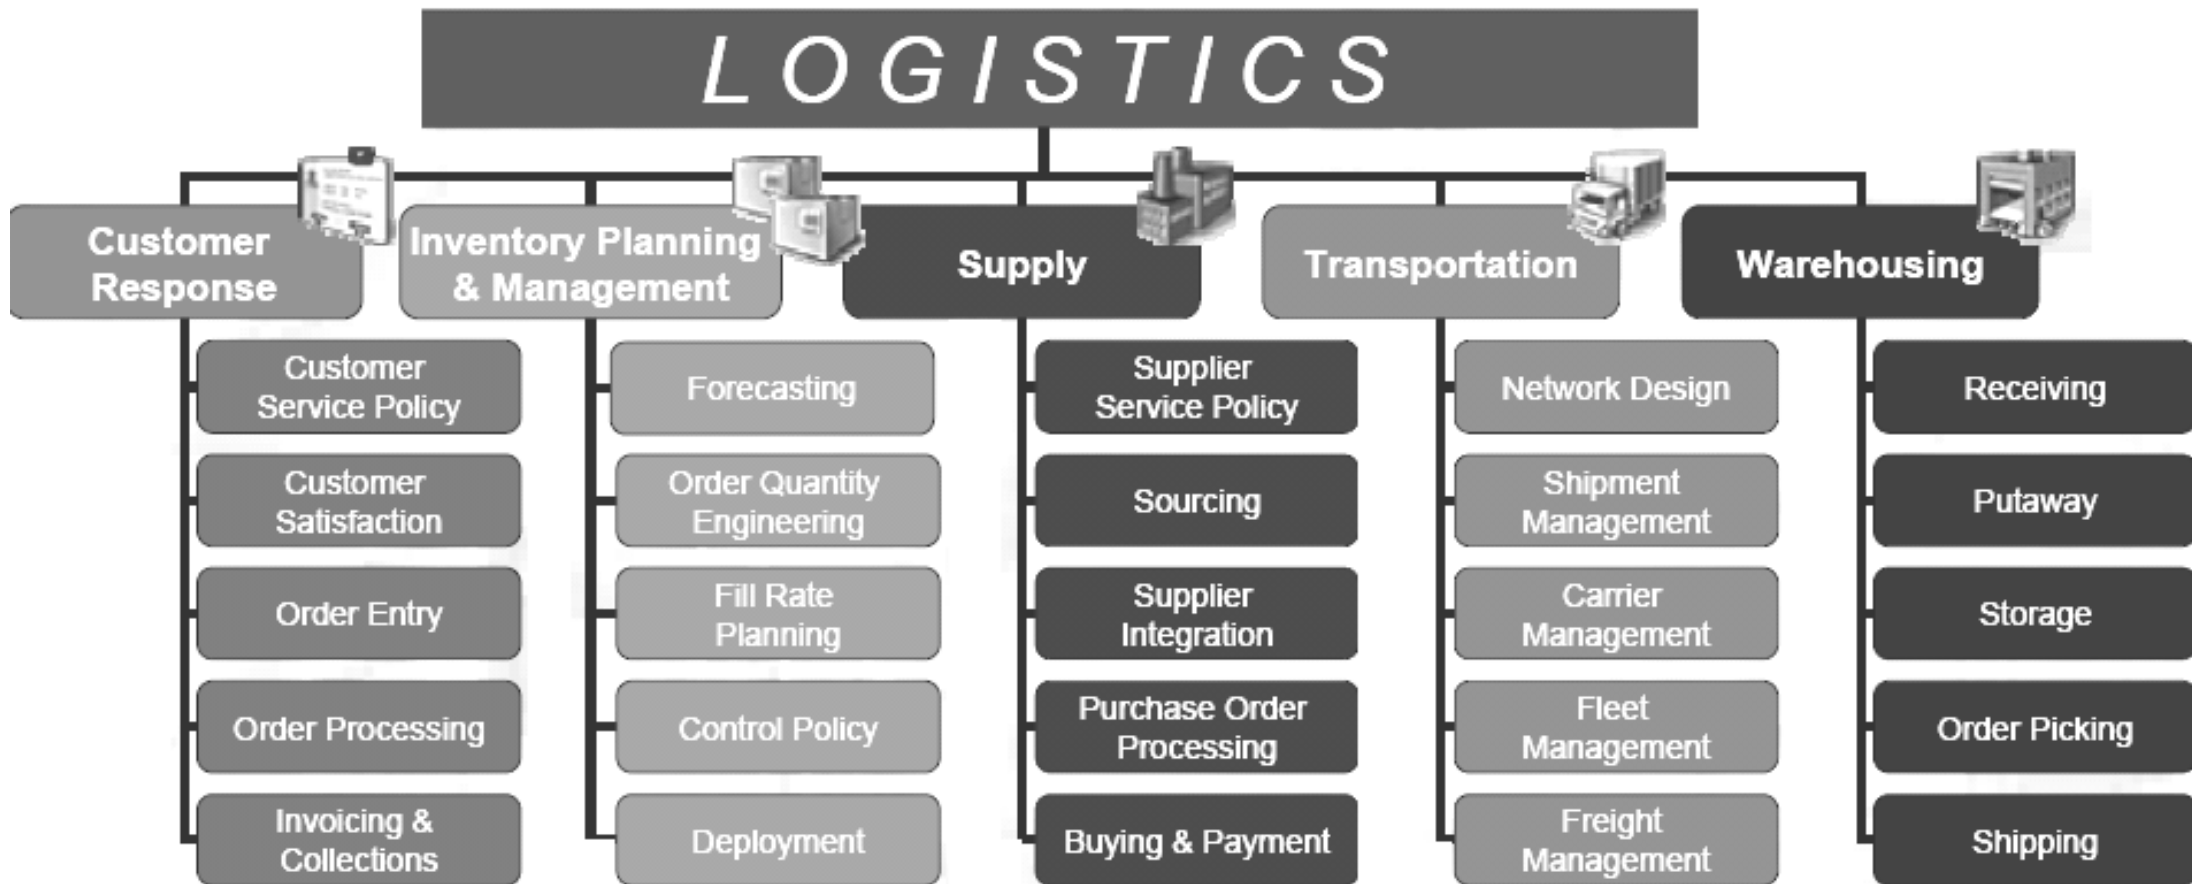 LOGISTICS
Customer
Response
Inventory Planning
& Management
Supply
Transportation
Warehousing
Customer
Service Policy
Customer
Satisfaction
Order Entry
Order Processing
Invoicing &
Collections
Forecasting
Order Quantity
Engineering
Fill Rate
Planning
Control Policy
Deployment
Supplier
Service Policy
Sourcing
Supplier
Integration
Purchase Order
Processing
Buying & Payment
Network Design
Shipment
Management
Carrier
Management
Fleet
Management
Freight
Management
Receiving
Putaway
Storage
Order Picking
Shipping